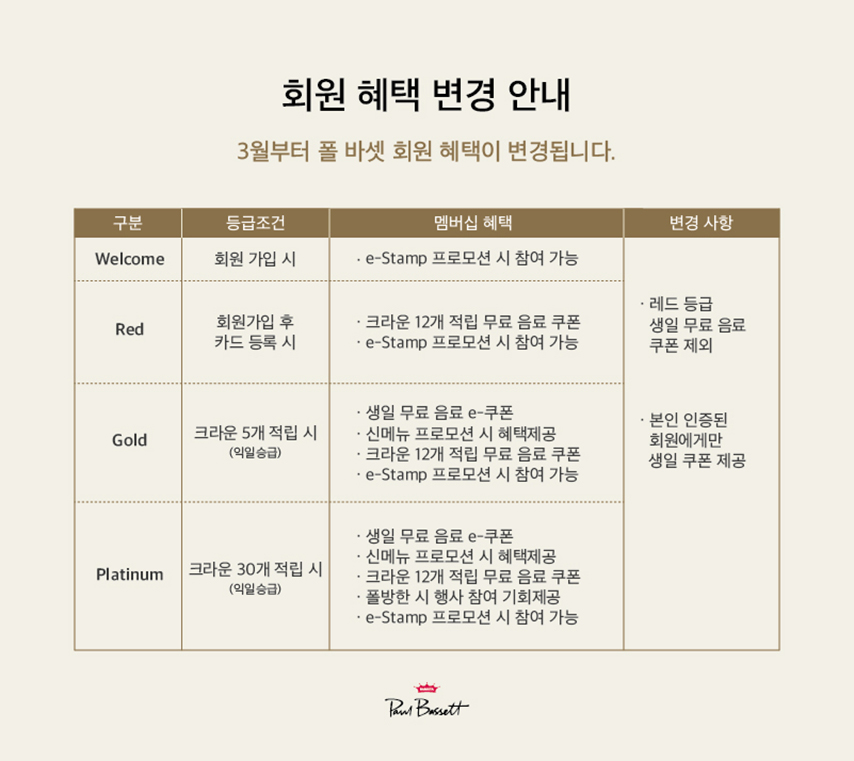 회원 혜택 변경 안내
3월부터 폴 바셋 회원 혜택이 변경됩니다.
구분 등급조건 멤버십 혜택 변경 사항
Welcome 회원 가입 시 · e-Stamp 프로모션 시 참여 가능
Red
회원가입 후
카드 등록 시
· 크라운 12개 적립 무료 음료 쿠폰
· e-Stamp 프로모션 시 참여 가능
Gold
크라운 5개 적립 시
(익일승급)
· 생일 무료 음료 e-쿠폰
· 신메뉴 프로모션 시 혜택제공
· 크라운 12개 적립 무료 음료 쿠폰
· e-Stamp 프로모션 시 참여 가능
Platinum
크라운 30개 적립 시
(익일승급)
· 생일 무료 음료 e-쿠폰
· 신메뉴 프로모션 시 혜택제공
· 크라운 12개 적립 무료 음료 쿠폰
· 폴방한 시 행사 참여 기회제공
· e-Stamp 프로모션 시 참여 가능
· 레드 등급
생일 무료 음료
쿠폰 제외
· 본인 인증된
회원에게만
생일 쿠폰 제공
Paul Bassett